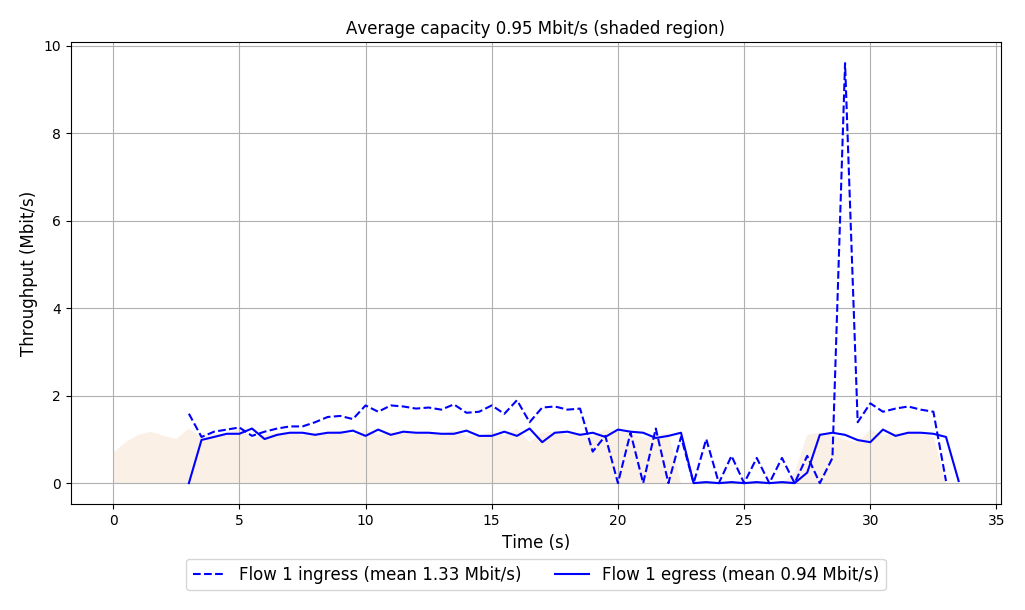 Average capacity 0.95 Mbit/s (shaded region)
10
8
6
4
2
0
Throughput (Mbit/s)
0 5 10 15 20 25 30 35
Time (s)
Flow 1 ingress (mean 1.33 Mbit/s) Flow 1 egress (mean 0.94 Mbit/s)